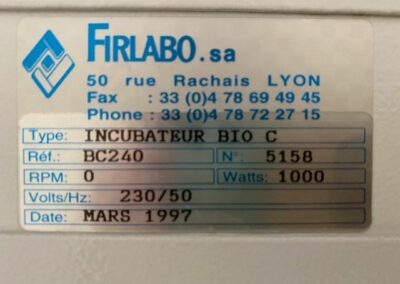 FIRLABO.sa
50 rue Rachais LYON
Fax : 33 (0)4 78 69 49 45
Phone : 33 (0)4 78 72 27 15
Type: INCUBATEUR BIO C
Réf.: BC240 N°: 5158
RPM: 0 Watts: 1000
Volts/Hz: 230/50
Date: MARS 1997